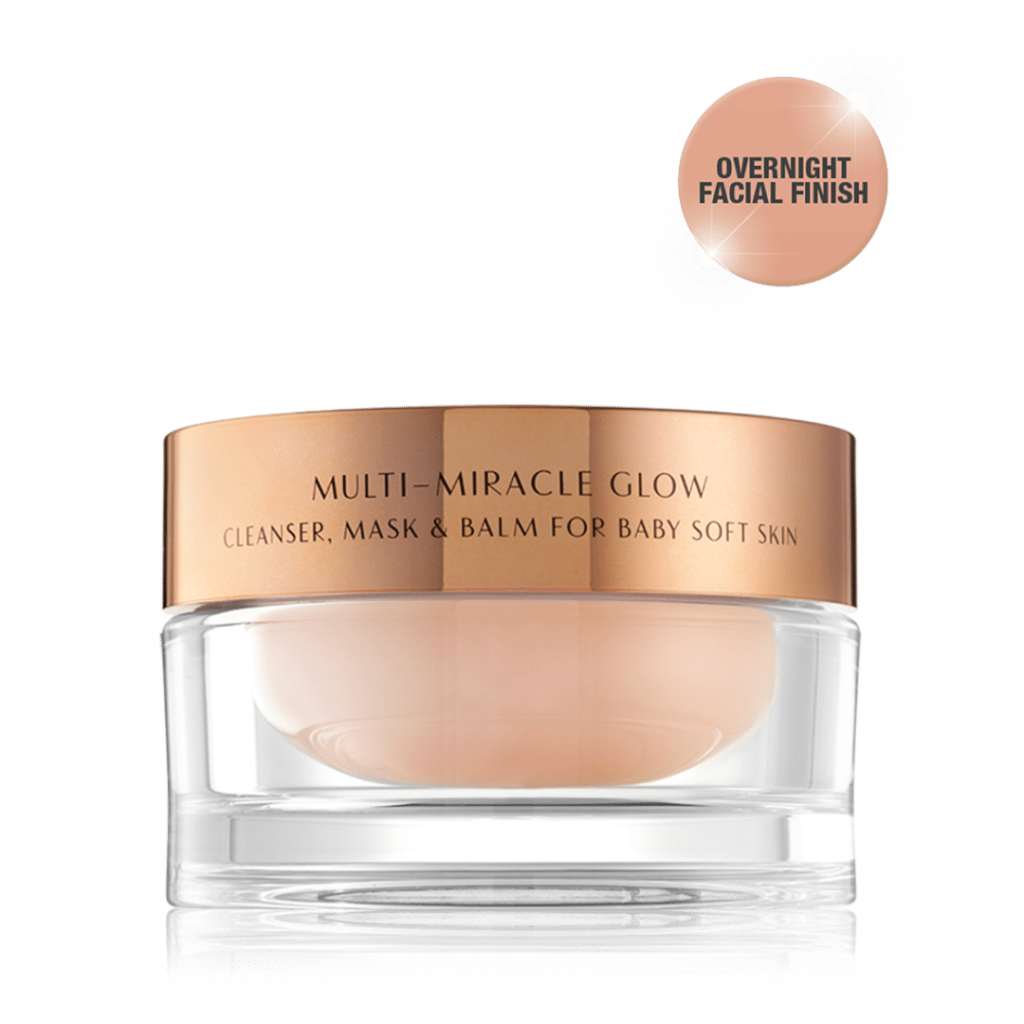 OVERNIGHT
FACIAL FINISH
MULTI-MIRACLE GLOW
CLEANSER, MASK & BALM FOR BABY SOFT SKIN